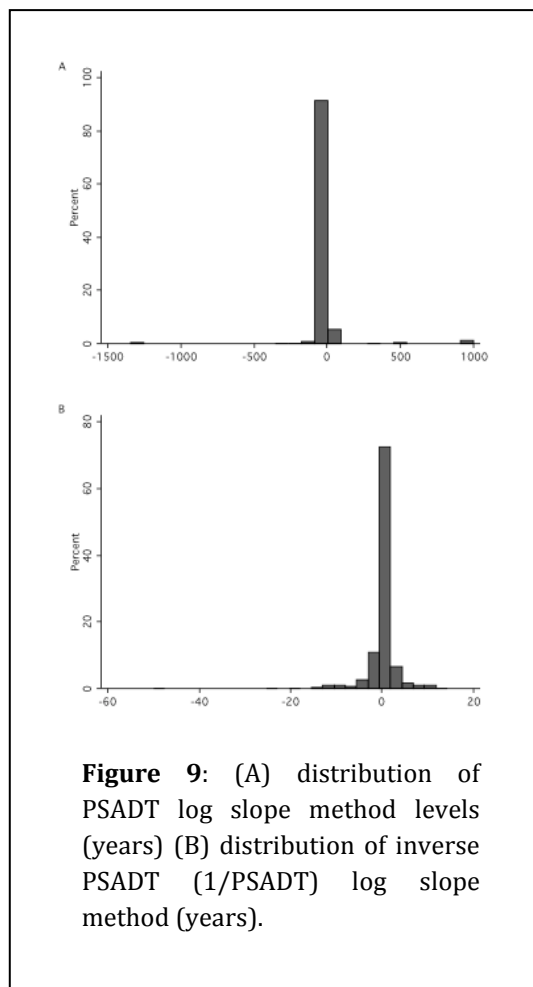 A
100
80
60
Percent
40
20
0
-1500 -1000 -500 0 500 1000
B
80
60
Percent
40
20
0
-60 -40 -20 0 20
Figure 9: (A) distribution of
PSADT log slope method levels
(years) (B) distribution of inverse
PSADT (1/PSADT) log slope
method (years).